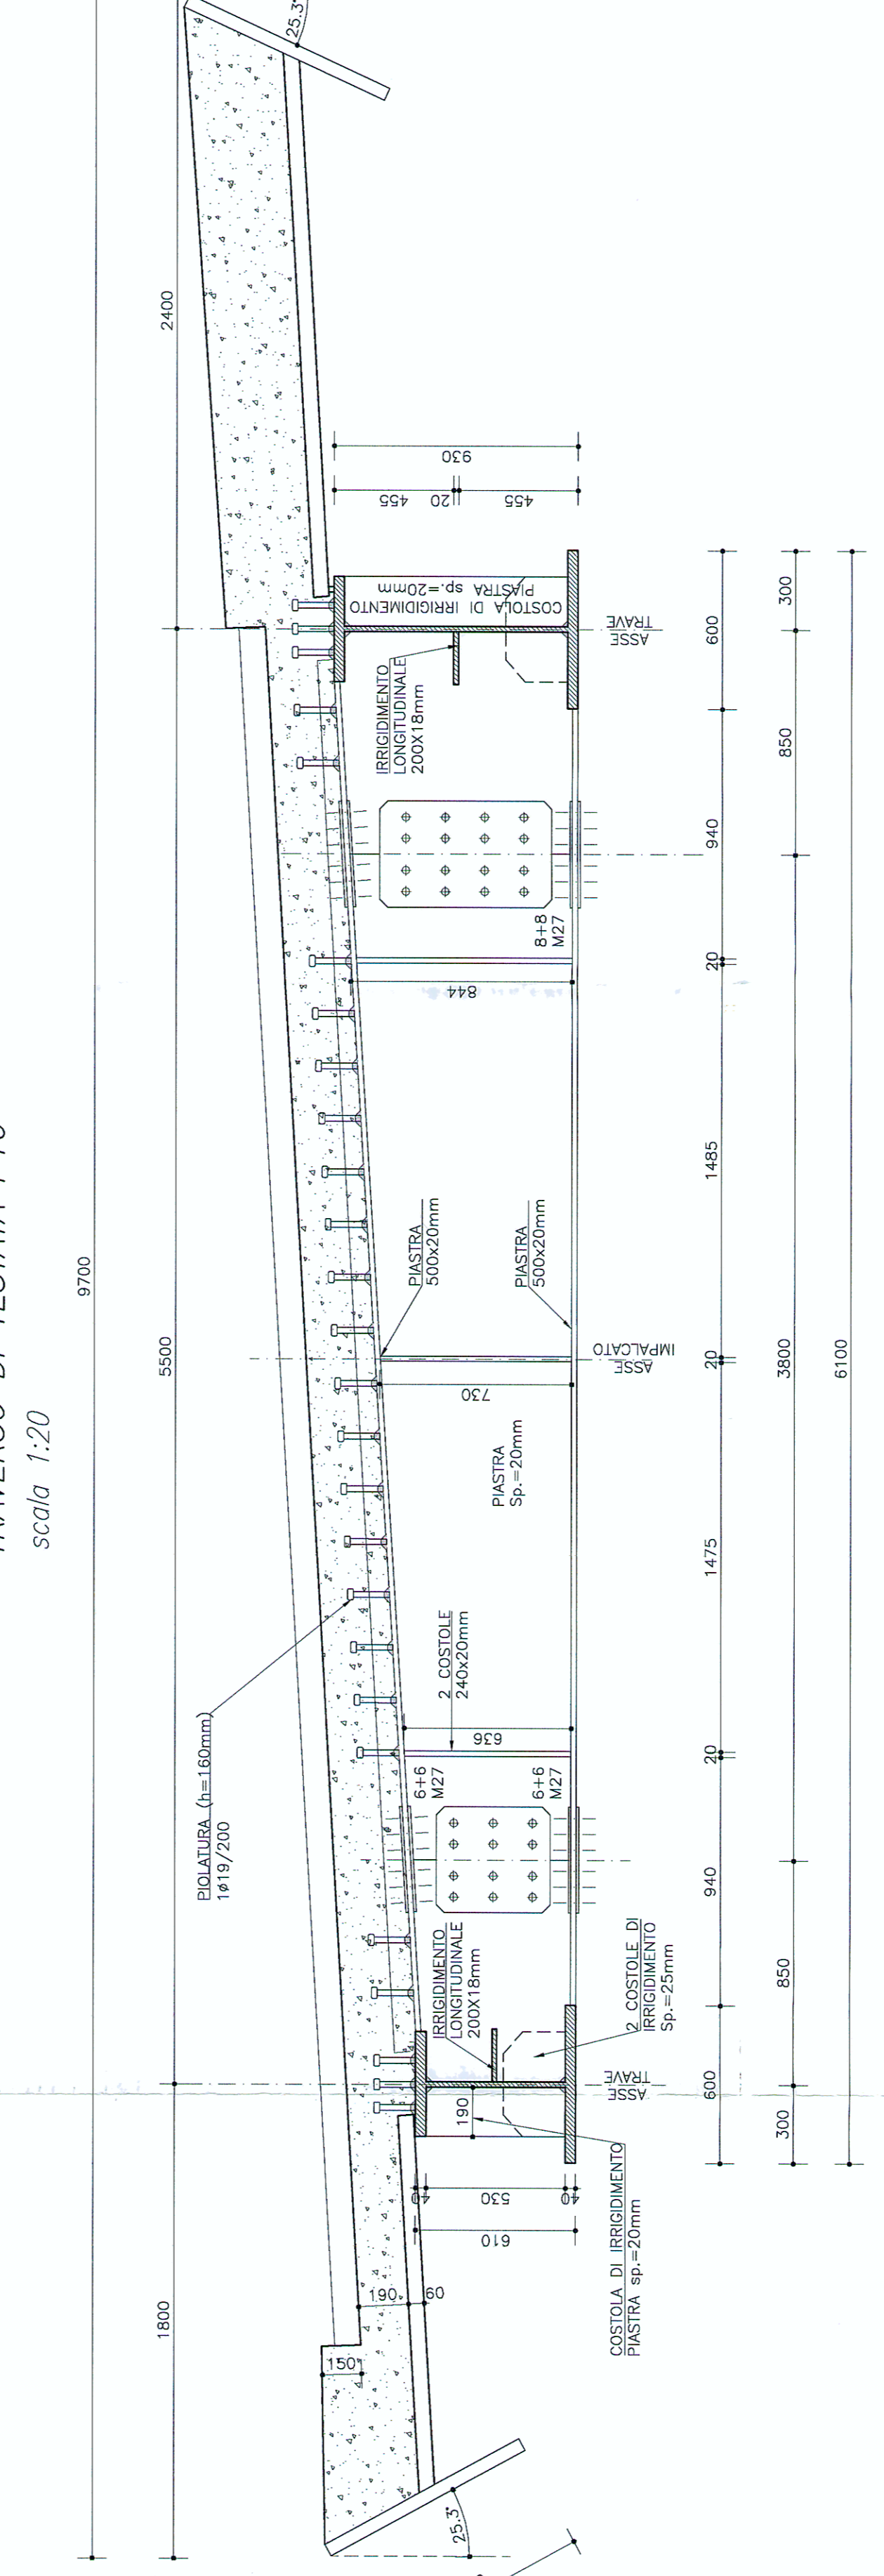 scala 1:20
9700
1800
5500
2400
25.3°
25.3°
150
160
60
PIOLATURA (h=160mm)
1ø19/200
610
40
530
40
190
COSTOLA DI IRRIGIDIMENTO
PIASTRA sp.=20mm
IRRIGIDIMENTO
LONGITUDINALE
200X18mm
2 COSTOLE DI
IRRIGIDIMENTO
Sp.=25mm
ASSE
TRAVE
6+6
M27
6+6
M27
2 COSTOLE
240x20mm
636
PIASTRA
Sp.=20mm
730
ASSE
IMPALCATO
PIASTRA
500x20mm
PIASTRA
500x20mm
844
8+8
M27
IRRIGIDIMENTO
LONGITUDINALE
200X18mm
COSTOLA DI IRRIGIDIMENTO
PIASTRA sp.=20mm
ASSE
TRAVE
455
20
455
930
600
940
20
1475
20
1485
20
940
600
300
850
3800
850
300
6100